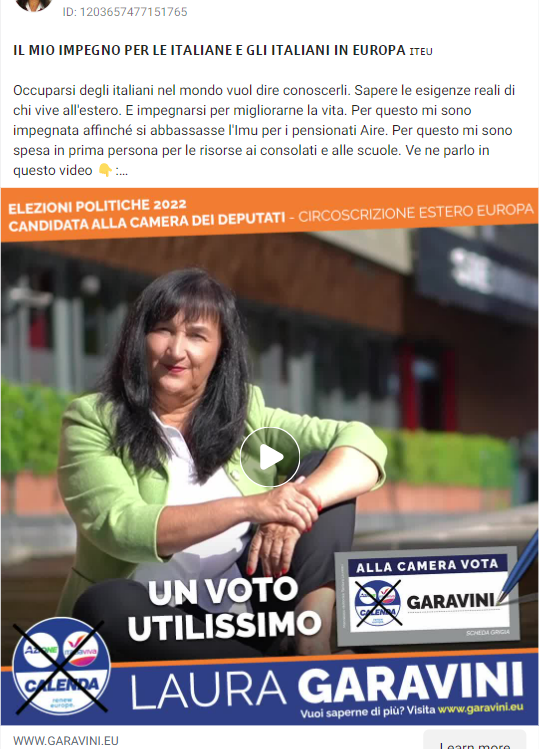 ID: 1203657477151765
IL MIO IMPEGNO PER LE ITALIANE E GLI ITALIANI IN EUROPA ITEU
Occuparsi degli italiani nel mondo vuol dire conoscerli. Sapere le esigenze reali di
chi vive all'estero. E impegnarsi per migliorarne la vita. Per questo mi sono
impegnata affinché si abbassasse l'Imu per i pensionati Aire. Per questo mi sono
spesa in prima persona per le risorse ai consolati e alle scuole. Ve ne parlo in
questo video 👇:...
ELEZIONI POLITICHE 2022
CANDIDATA ALLA CAMERA DEI DEPUTATI - CIRCOSCRIZIONE ESTERO EUROPA
UN VOTO
UTILISSIMO
ALLA CAMERA VOTA
CALENDA
GARAVINI
SCHEDA GRIGIA
AZIONE
italiaviva
CALENDA
renew
europe.
LAURA GARAVINI
Vuoi saperne di più? Visita www.garavini.eu
WWW.GARAVINI.EU
Learn more